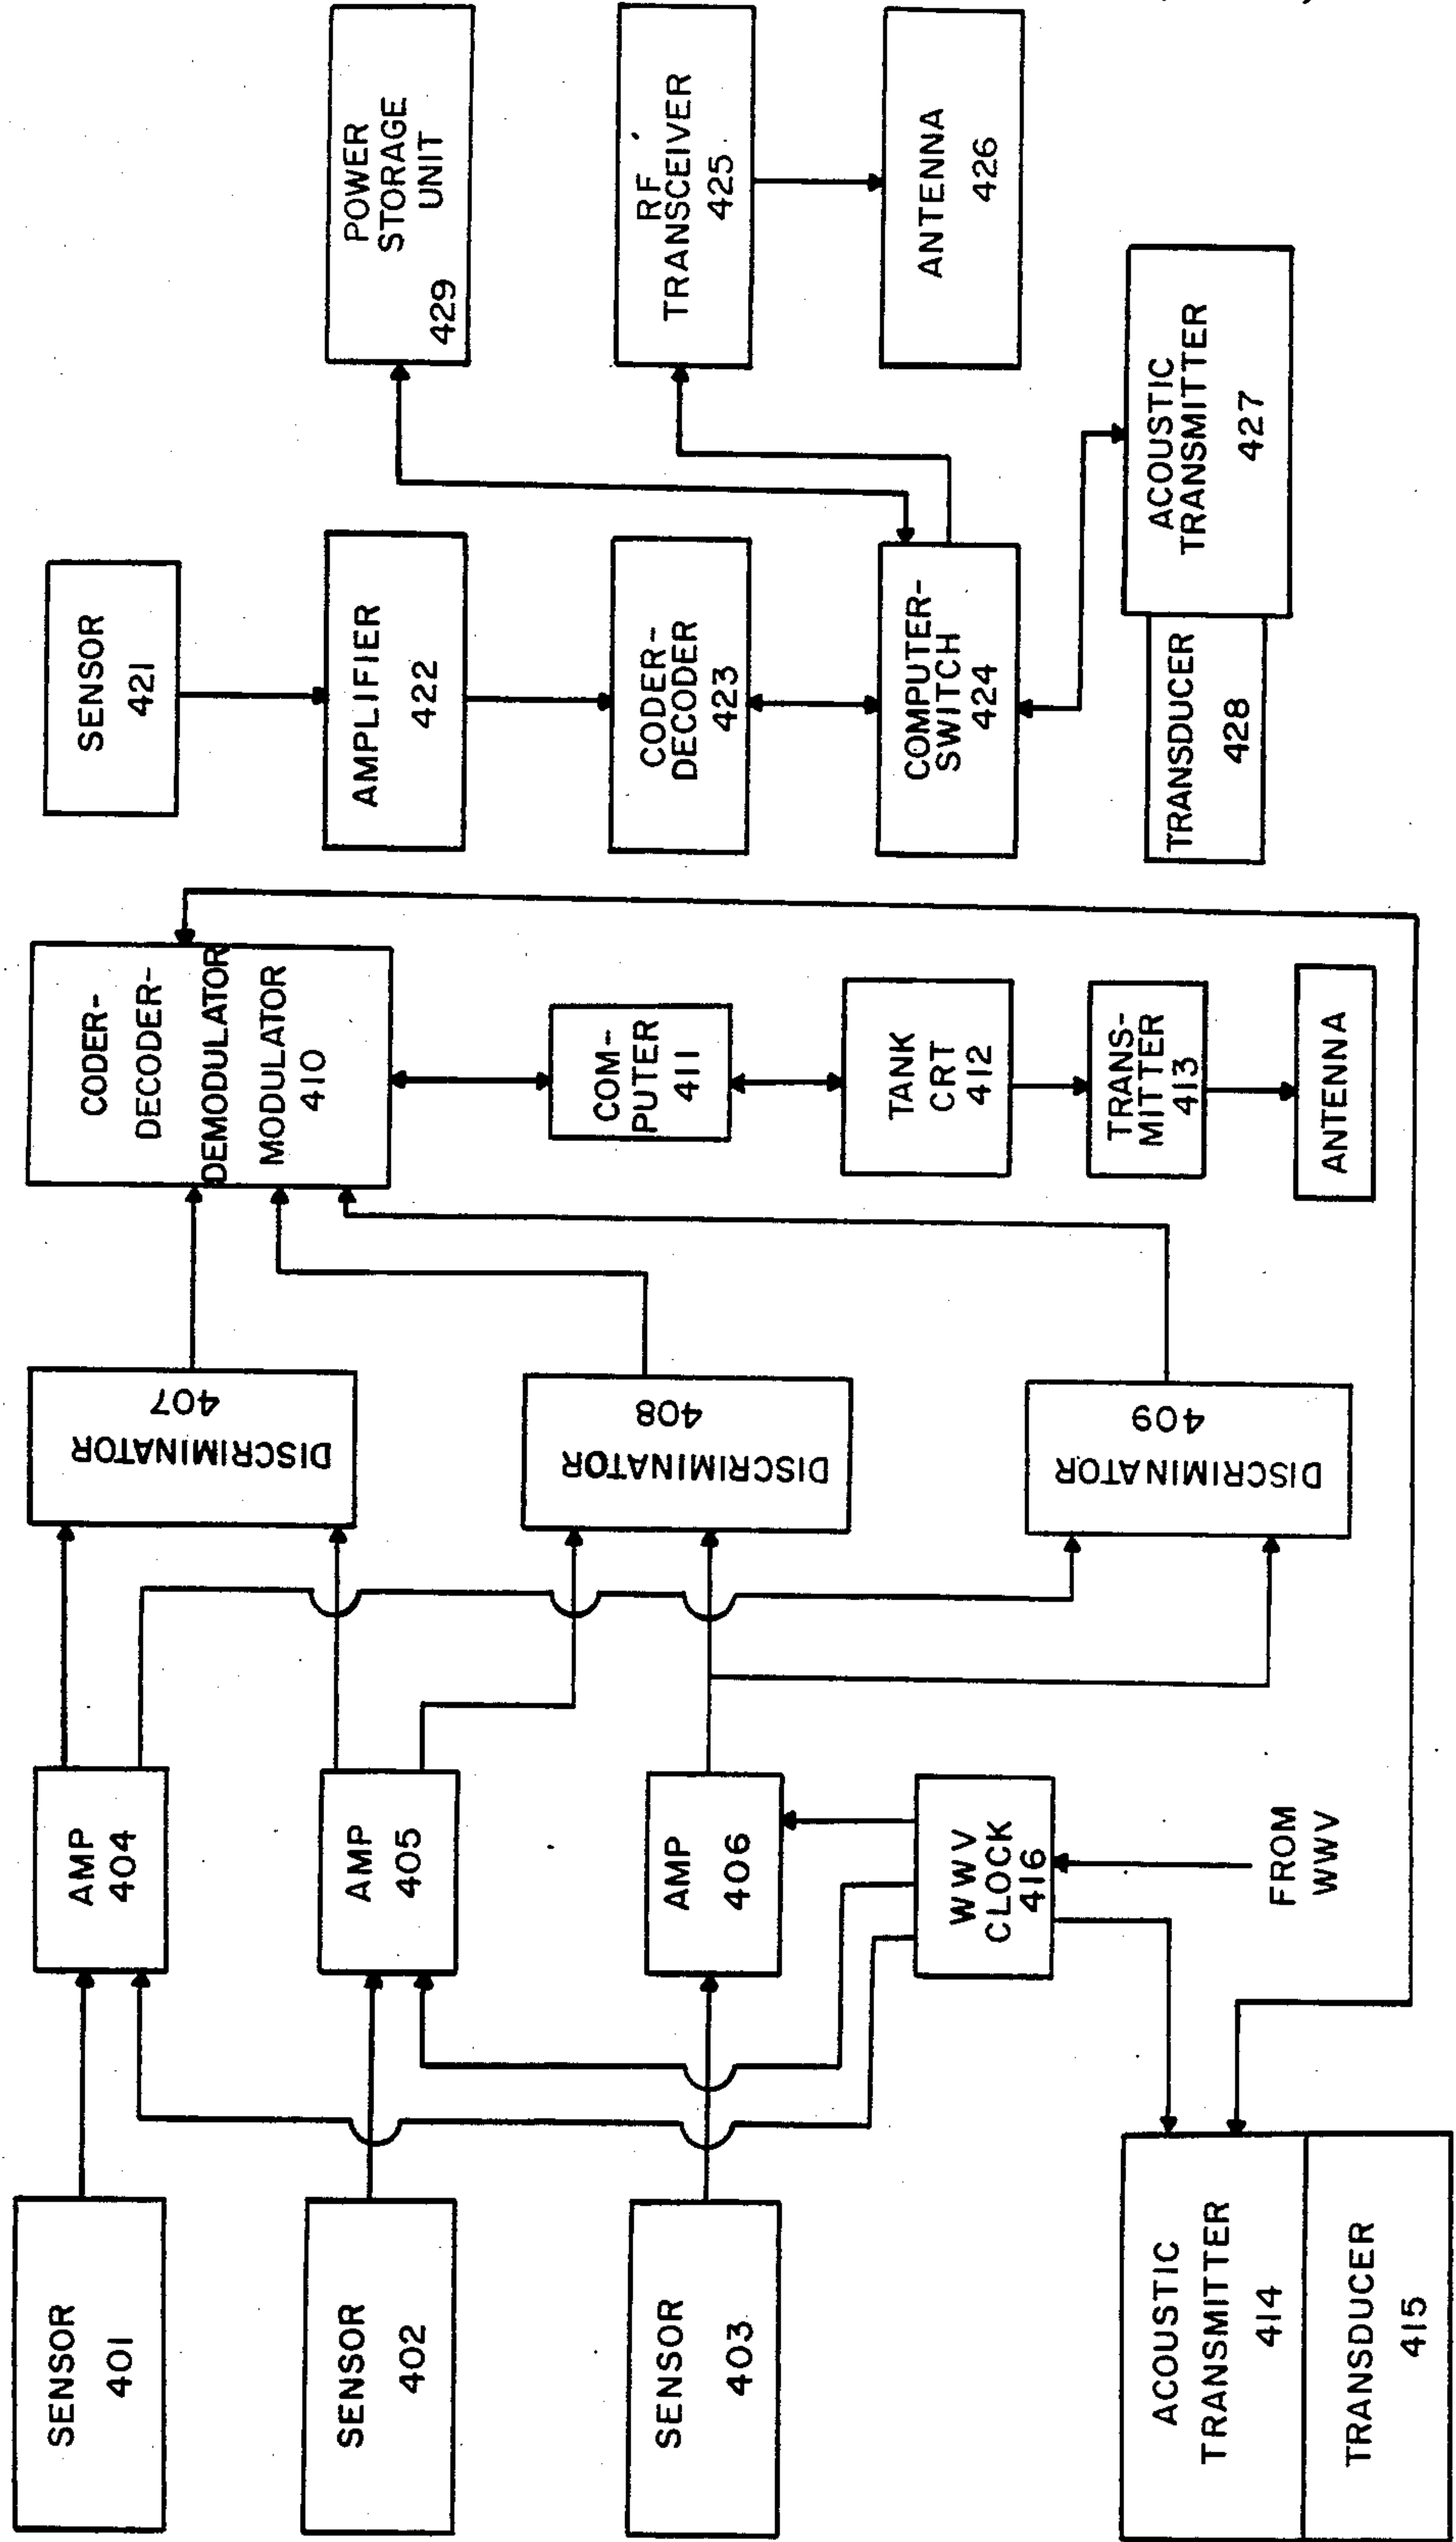 SENSOR
401
SENSOR
402
SENSOR
403
ACOUSTIC
TRANSMITTER
414
TRANSDUCER
415
AMP
404
AMP
405
AMP
406
WWV
CLOCK
416
FROM
WWV
DISCRIMINATOR
407
DISCRIMINATOR
408
DISCRIMINATOR
409
CODER-
DECODER-
DEMODULATOR
MODULATOR
410
COM-
PUTER
411
TANK
CRT
412
TRANS-
MITTER
413
ANTENNA
SENSOR
421
AMPLIFIER
422
CODER-
DECODER
423
COMPUTER-
SWITCH
424
TRANSDUCER
428
ACOUSTIC
TRANSMITTER
427
POWER
STORAGE
UNIT
429
RF
TRANSCEIVER
425
ANTENNA
426